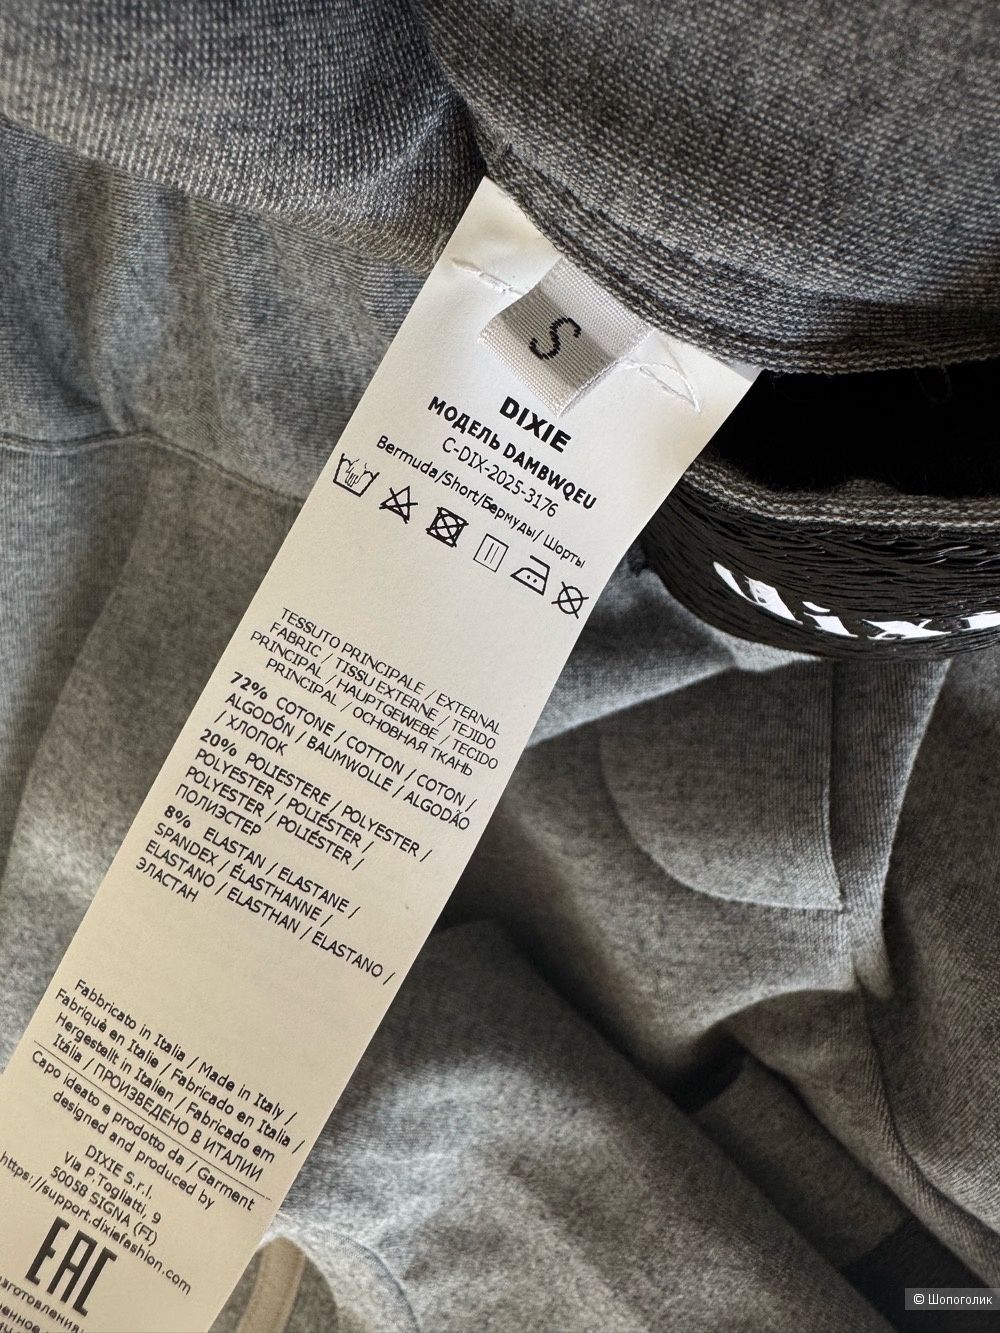 S
DIXIE
МОДЕЛЬ DAMBWQEU
C-DIX-2025-3176
Bermuda/Short/Бермуды/ Шорты
TESSUTO PRINCIPALE / EXTERNAL
FABRIC / TISSU EXTERNE / TEJIDO
PRINCIPAL / HAUPTGEWEBE / TECIDO
PRINCIPAL / ОСНОВНАЯ ТКАНЬ
72% COTONE / COTTON / COTON /
ALGODÓN / BAUMWOLLE / ALGODÃO
/ ХЛОПОК
20% POLIESTERE / POLYESTER /
POLYESTER / POLIÉSTER /
POLYESTER / POLIÉSTER /
ПОЛИЭСТЕР
8% ELASTAN / ELASTANE /
SPANDEX / ÉLASTHANNE /
ELASTANO / ELASTHAN / ELASTANO /
ЭЛАСТАН
Fabbricato in Italia / Made in Italy /
Fabriqué en Italie / Fabricado en Italia /
Hergestellt in Italien / Fabricado em
Itália / ПРОИЗВЕДЕНО В ИТАЛИИ
Capo ideato e prodotto da / Garment
designed and produced by
DIXIE S.r.l.
Via P.Togliatti, 9
50058 SIGNA (FI)
https://support.dixiefashion.com
EAC
© Шопоголик